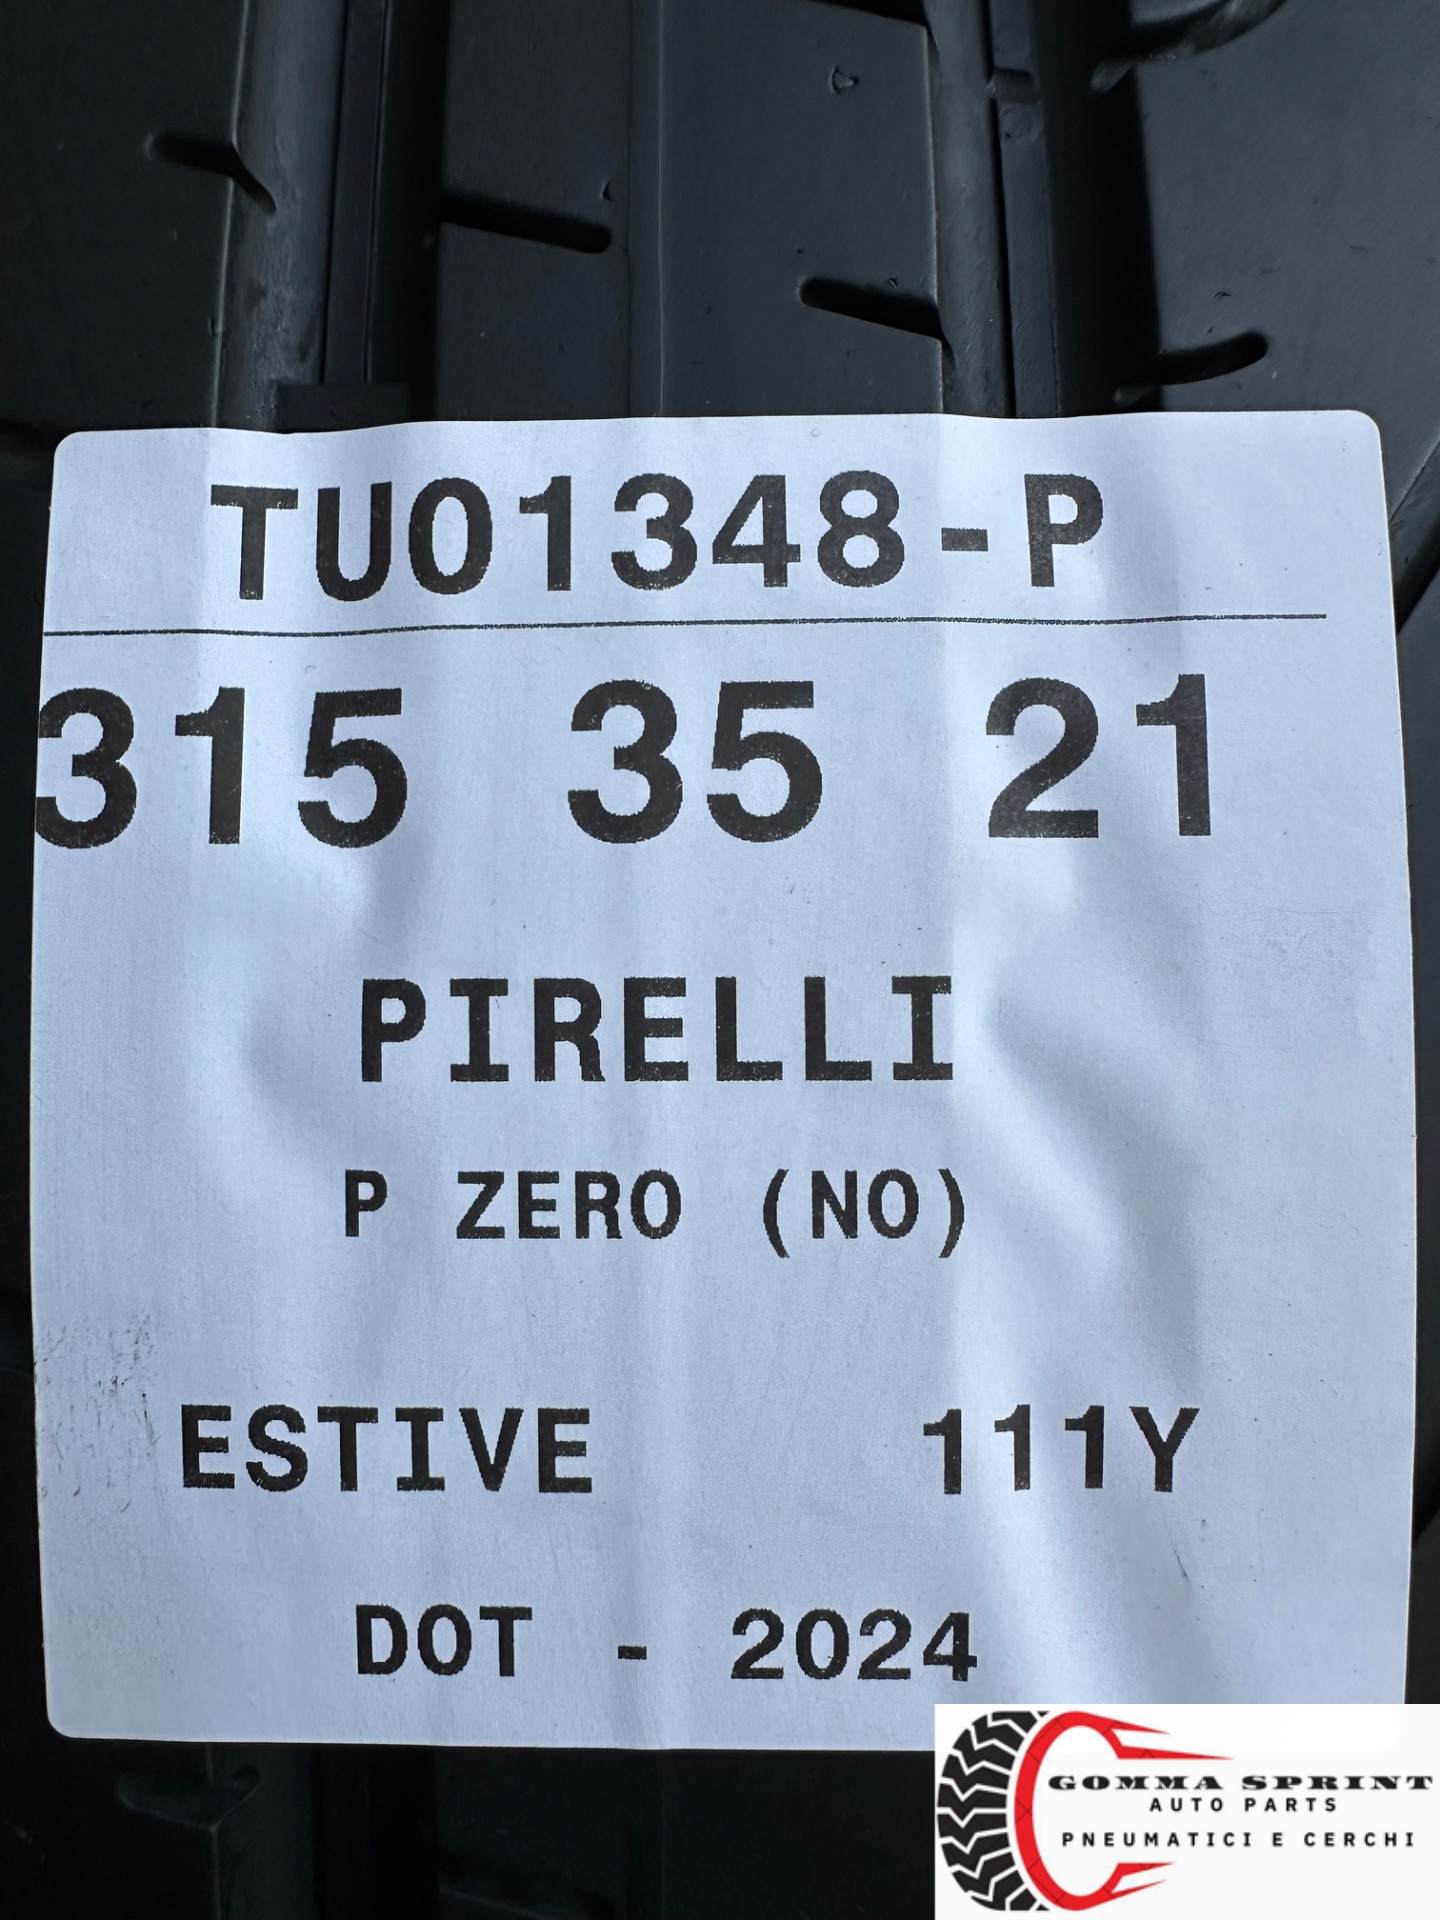 TU01348-P
315 35 21
PIRELLI
P ZERO (NO)
ESTIVE 111Y
DOT - 2024
GOMMA SPRINT
AUTO PARTS
PNEUMATICI E CERCHI